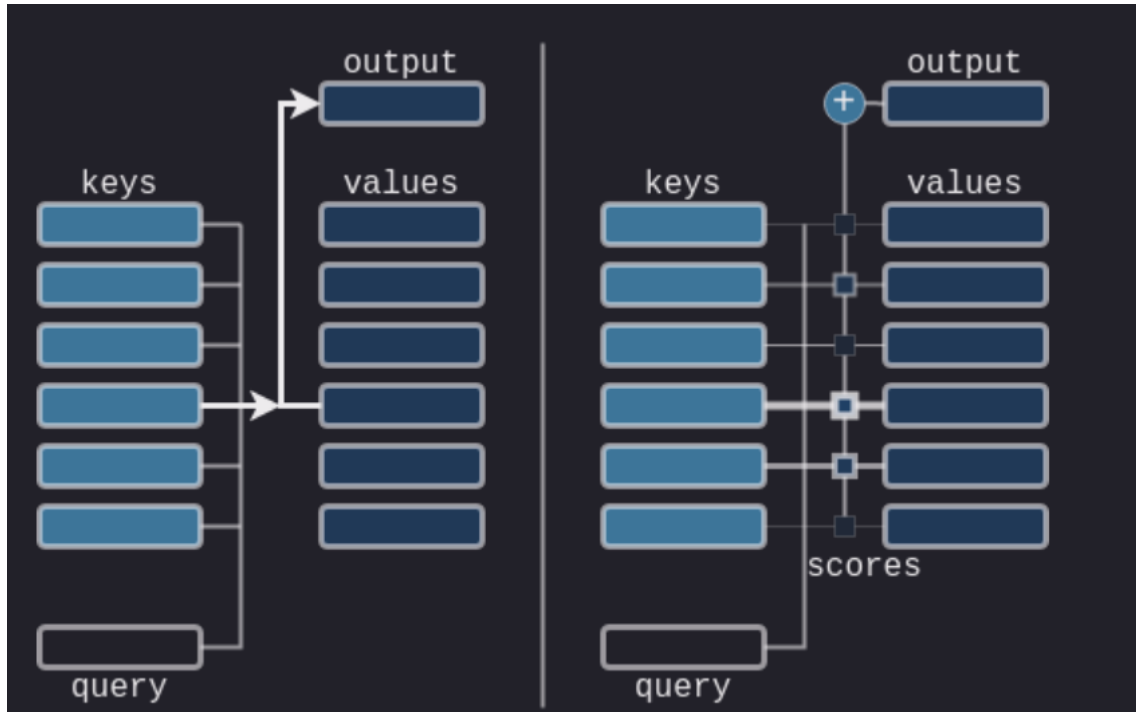 output
keys
values
query
output
+
keys
values
scores
query